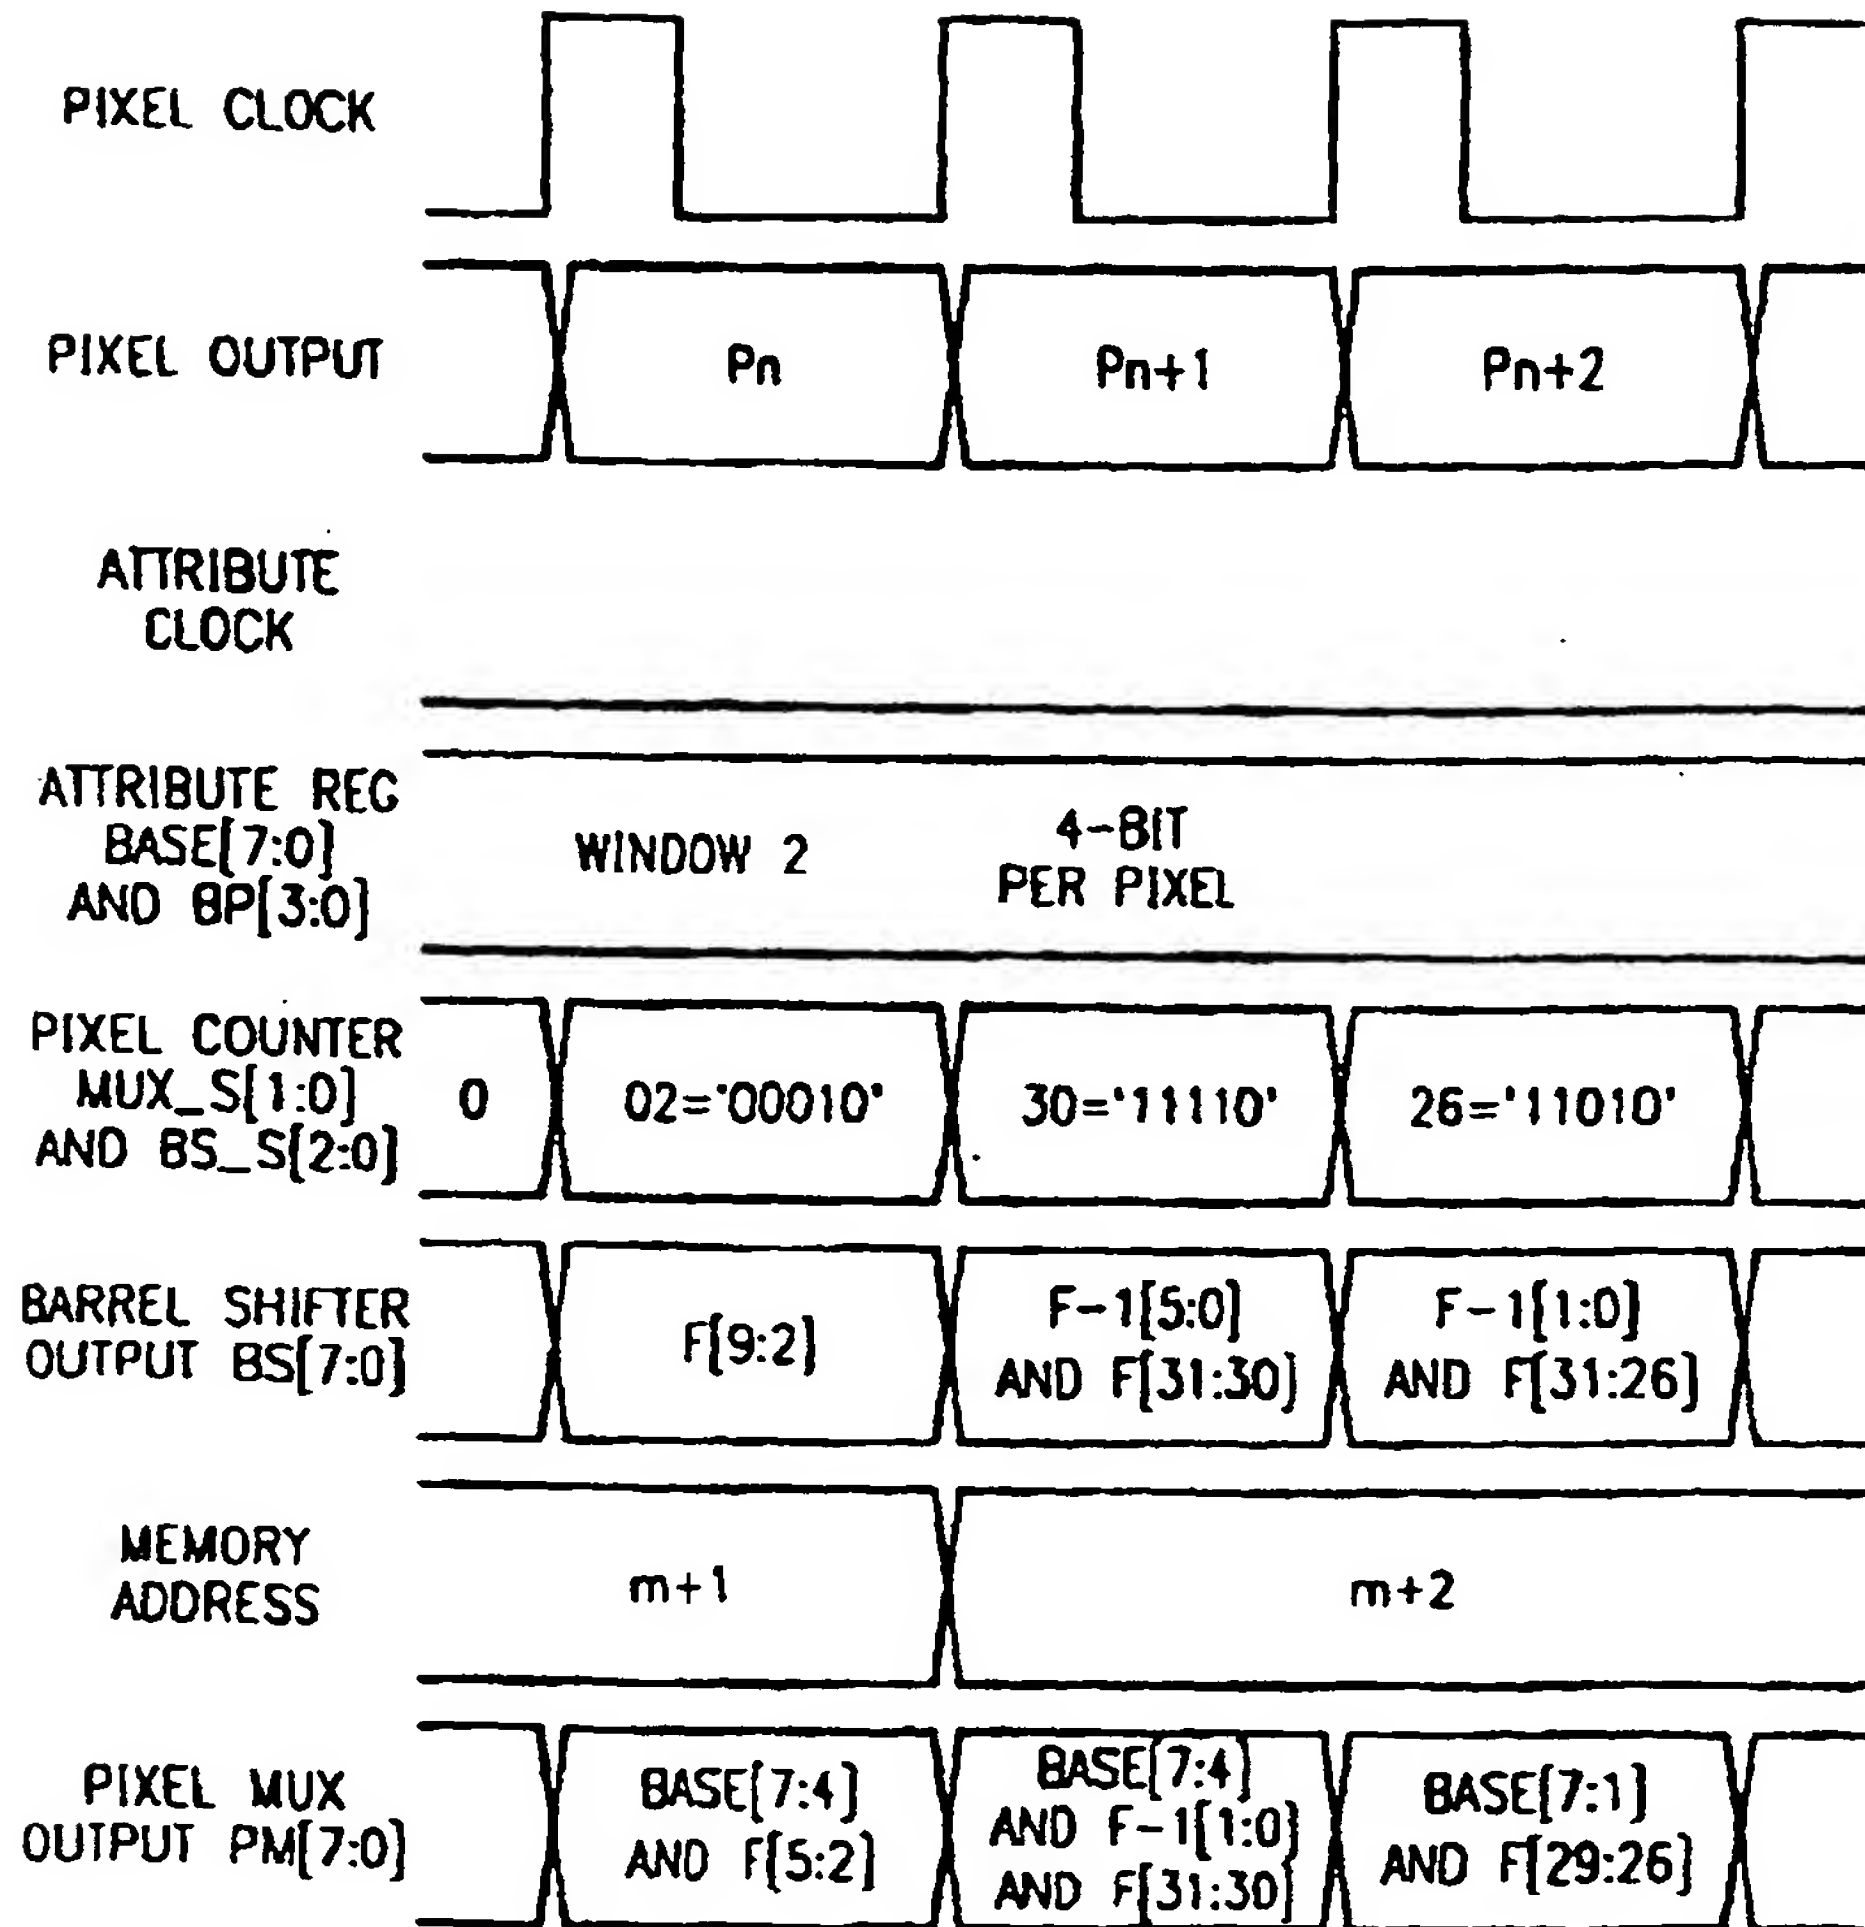 PIXEL CLOCK
PIXEL OUTPUT
Pn
Pn+1
Pn+2
ATTRIBUTE
CLOCK
ATTRIBUTE REG
BASE[7:0]
AND BP[3:0]
WINDOW 2
4-BIT
PER PIXEL
PIXEL COUNTER
MUX_S[1:0]
AND BS_S[2:0]
0
02='00010'
30='11110'
26='11010'
BARREL SHIFTER
OUTPUT BS[7:0]
F[9:2]
F-1[5:0]
AND F[31:30]
F-1[1:0]
AND F[31:26]
MEMORY
ADDRESS
m+1
m+2
PIXEL MUX
OUTPUT PM[7:0]
BASE[7:4]
AND F[5:2]
BASE[7:4]
AND F-1[1:0]
AND F[31:30]
BASE[7:1]
AND F[29:26]